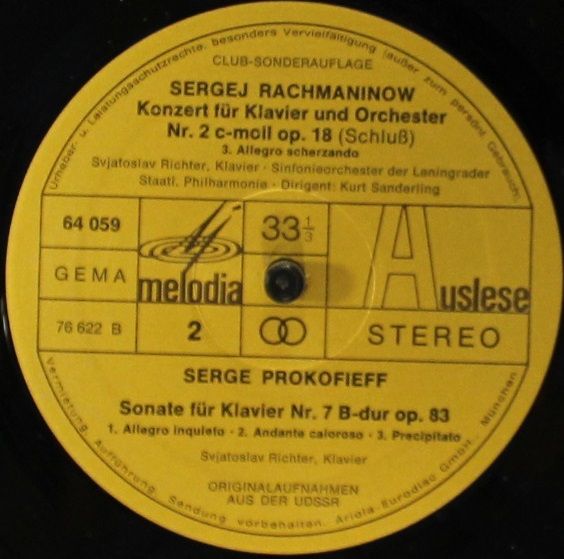 Urheber- u. Leistungsschutzrechte, besonders Vervielfältigung (außer zum persönl. Gebrauch)
CLUB-SONDERAUFLAGE
SERGEJ RACHMANINOW
Konzert für Klavier und Orchester
Nr. 2 c-moll op. 18 (Schluß)
3. Allegro scherzando
Svjatoslav Richter, Klavier · Sinfonieorchester der Leningrader
Staatl. Philharmonie · Dirigent: Kurt Sanderling
64 059
33 1/3
Auslese
GEMA
melodia
76 622 B
2
STEREO
SERGE PROKOFIEFF
Sonate für Klavier Nr. 7 B-dur op. 83
1. Allegro inquieto · 2. Andante caloroso · 3. Precipitato
Svjatoslav Richter, Klavier
ORIGINALAUFNAHMEN
AUS DER UDSSR
Vermietung, Aufführung, Sendung vorbehalten. Ariola-Eurodisc GmbH., München